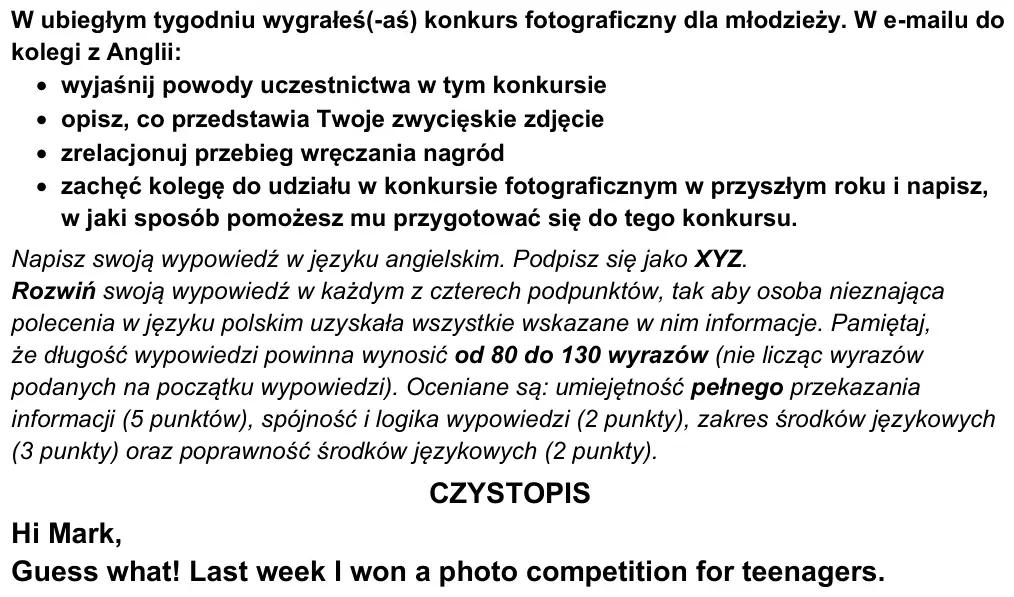 W ubiegłym tygodniu wygrałeś(-aś) konkurs fotograficzny dla młodzieży. W e-mailu do
kolegi z Anglii:
• wyjaśnij powody uczestnictwa w tym konkursie
• opisz, co przedstawia Twoje zwycięskie zdjęcie
• zrelacjonuj przebieg wręczania nagród
• zachęć kolegę do udziału w konkursie fotograficznym w przyszłym roku i napisz,
w jaki sposób pomożesz mu przygotować się do tego konkursu.
Napisz swoją wypowiedź w języku angielskim. Podpisz się jako XYZ.
Rozwiń swoją wypowiedź w każdym z czterech podpunktów, tak aby osoba nieznająca
polecenia w języku polskim uzyskała wszystkie wskazane w nim informacje. Pamiętaj,
że długość wypowiedzi powinna wynosić od 80 do 130 wyrazów (nie licząc wyrazów
podanych na początku wypowiedzi). Oceniane są: umiejętność pełnego przekazania
informacji (5 punktów), spójność i logika wypowiedzi (2 punkty), zakres środków językowych
(3 punkty) oraz poprawność środków językowych (2 punkty).
CZYSTOPIS
Hi Mark,
Guess what! Last week I won a photo competition for teenagers.